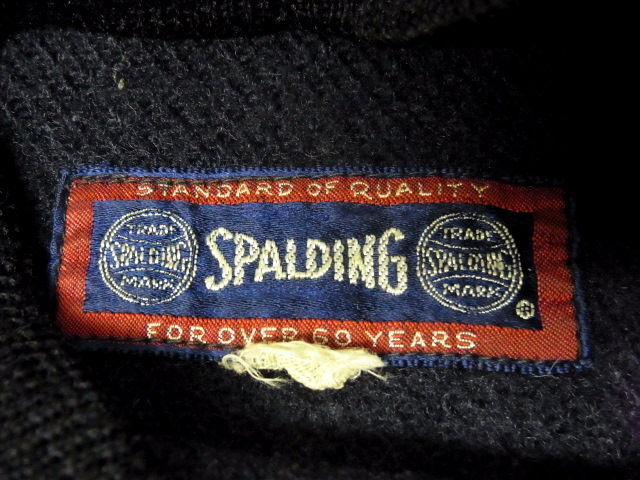 STANDARD OF QUALITY
TRADE SPALDING MARK
SPALDING
TRADE SPALDING MARK
®
FOR OVER 60 YEARS